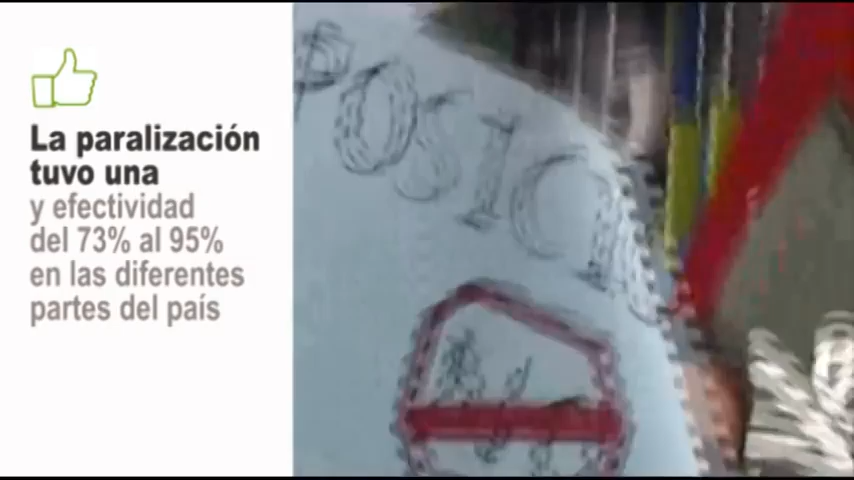 La paralización
tuvo una
y efectividad
del 73% al 95%
en las diferentes
partes del país